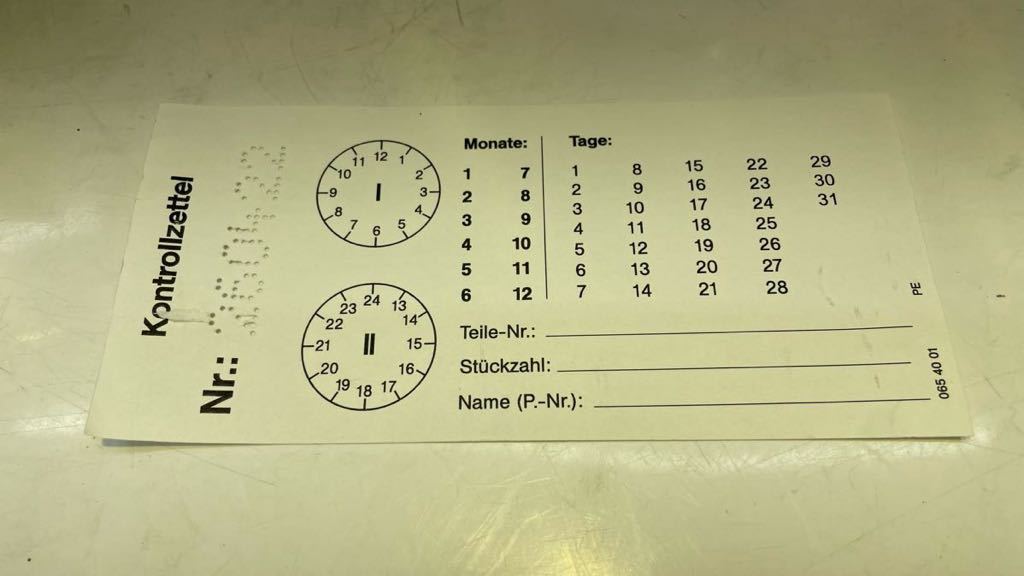 Kontrollzettel
Nr.:
12 1 2 3 4 5 6 7 8 9 10 11
I
24 13 14 15 16 17 18 19 20 21 22 23
II
Monate:
1 7
2 8
3 9
4 10
5 11
6 12
Tage:
1 8 15 22 29
2 9 16 23 30
3 10 17 24 31
4 11 18 25
5 12 19 26
6 13 20 27
7 14 21 28
Teile-Nr.:
Stückzahl:
Name (P.-Nr.):
PE
065 40 01